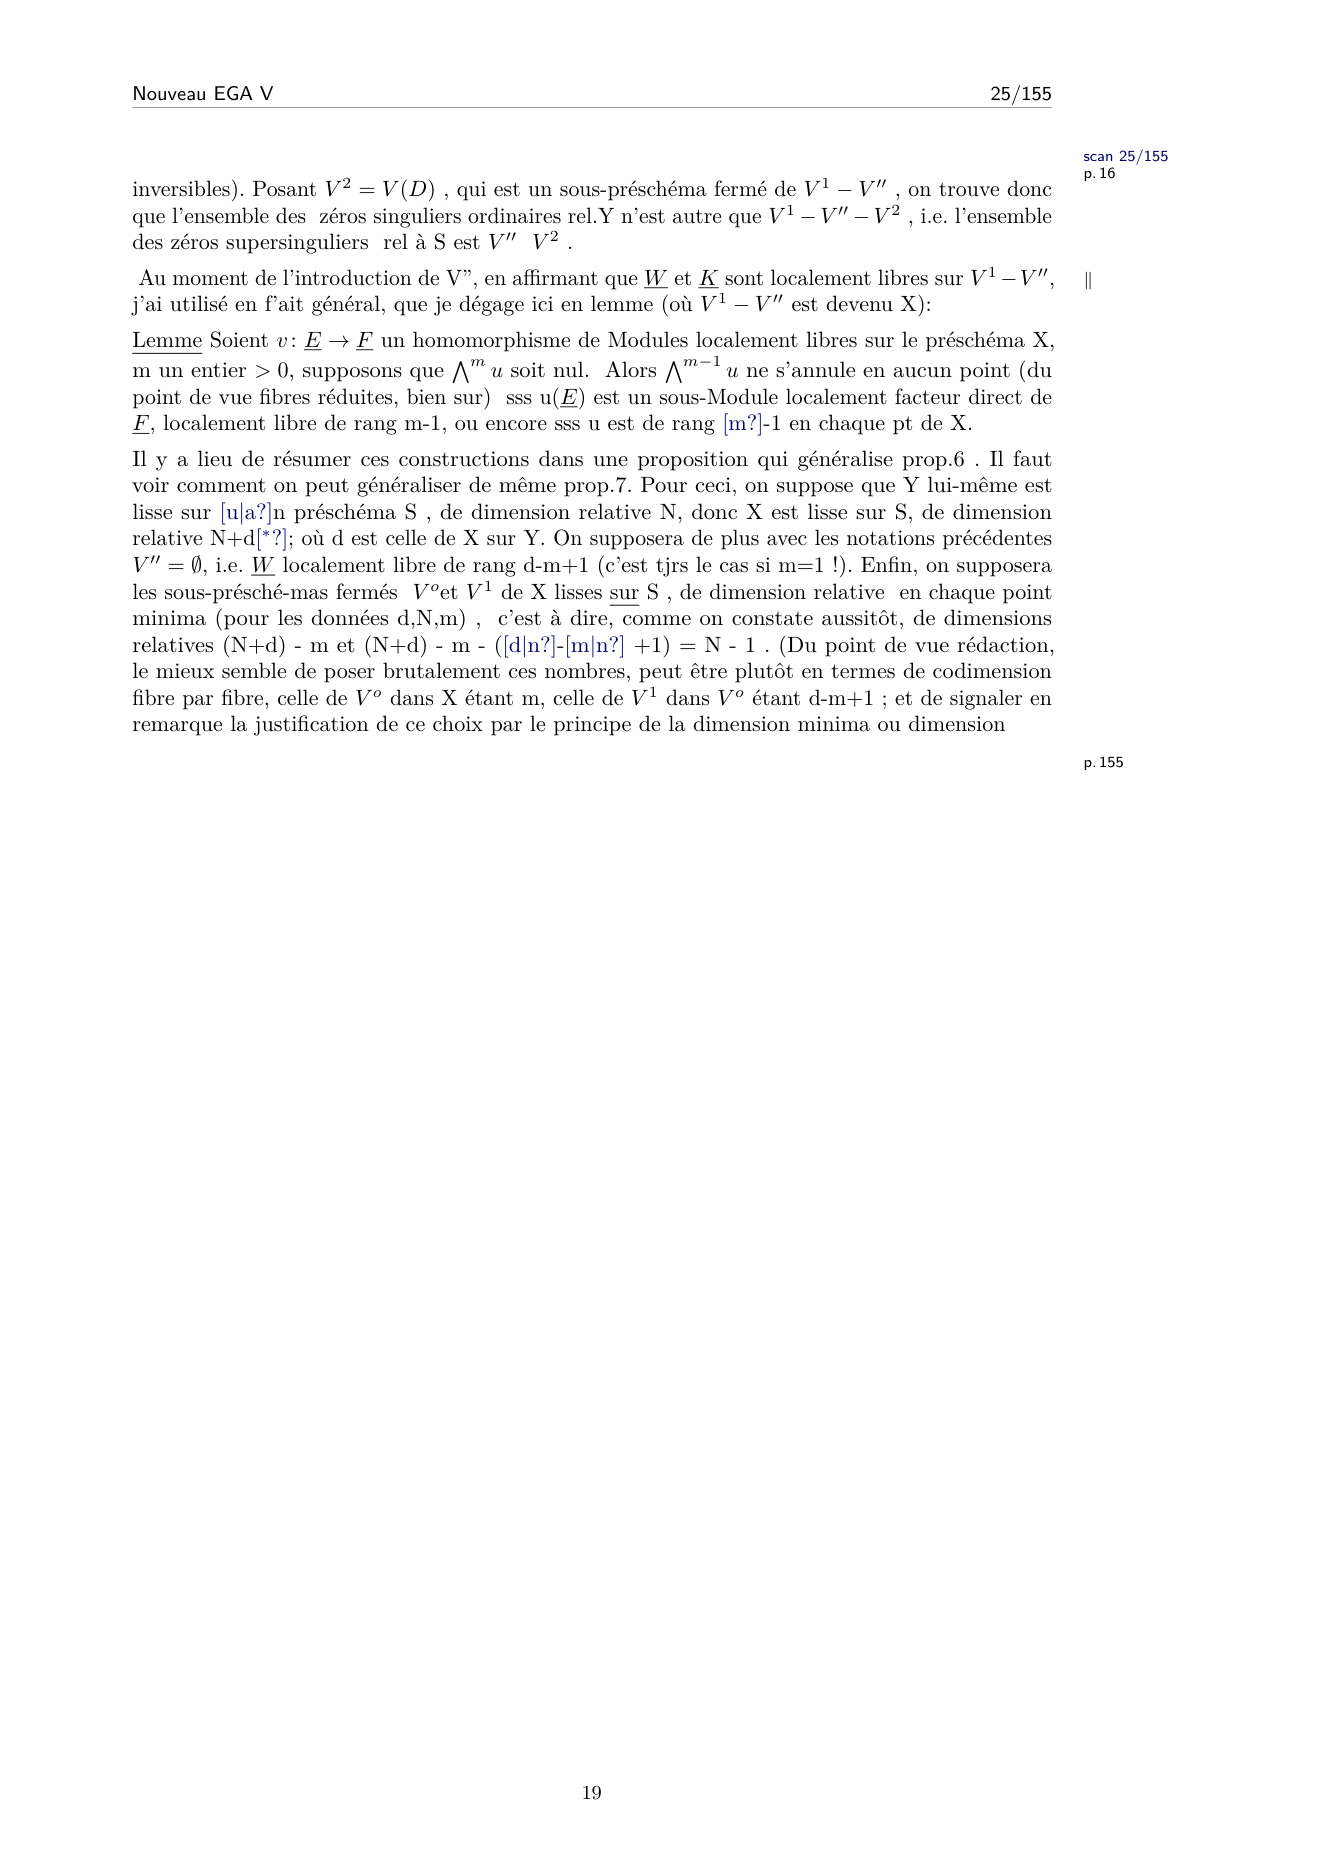 Nouveau EGA V 25/155
scan 25/155
p. 16
inversibles). Posant V² = V(D) , qui est un sous-préschéma fermé de V¹ − V″ , on trouve donc
que l'ensemble des zéros singuliers ordinaires rel.Y n'est autre que V¹ − V″ − V² , i.e. l'ensemble
des zéros supersinguliers rel à S est V″ V² .
Au moment de l'introduction de V”, en affirmant que W et K sont localement libres sur V¹ − V″, ∥
j'ai utilisé en f'ait général, que je dégage ici en lemme (où V¹ − V″ est devenu X):
Lemme Soient v : E → F un homomorphisme de Modules localement libres sur le préschéma X,
m un entier > 0, supposons que ⋀ᵐ u soit nul. Alors ⋀ᵐ⁻¹ u ne s'annule en aucun point (du
point de vue fibres réduites, bien sur) sss u(E) est un sous-Module localement facteur direct de
F, localement libre de rang m-1, ou encore sss u est de rang [m?]-1 en chaque pt de X.
Il y a lieu de résumer ces constructions dans une proposition qui généralise prop.6 . Il faut
voir comment on peut généraliser de même prop.7. Pour ceci, on suppose que Y lui-même est
lisse sur [u|a?]n préschéma S , de dimension relative N, donc X est lisse sur S, de dimension
relative N+d[*?]; où d est celle de X sur Y. On supposera de plus avec les notations précédentes
V″ = ∅, i.e. W localement libre de rang d-m+1 (c'est tjrs le cas si m=1 !). Enfin, on supposera
les sous-présché-mas fermés Vᵒet V¹ de X lisses sur S , de dimension relative en chaque point
minima (pour les données d,N,m) , c'est à dire, comme on constate aussitôt, de dimensions
relatives (N+d) - m et (N+d) - m - ([d|n?]-[m|n?] +1) = N - 1 . (Du point de vue rédaction,
le mieux semble de poser brutalement ces nombres, peut être plutôt en termes de codimension
fibre par fibre, celle de Vᵒ dans X étant m, celle de V¹ dans Vᵒ étant d-m+1 ; et de signaler en
remarque la justification de ce choix par le principe de la dimension minima ou dimension
p. 155
19